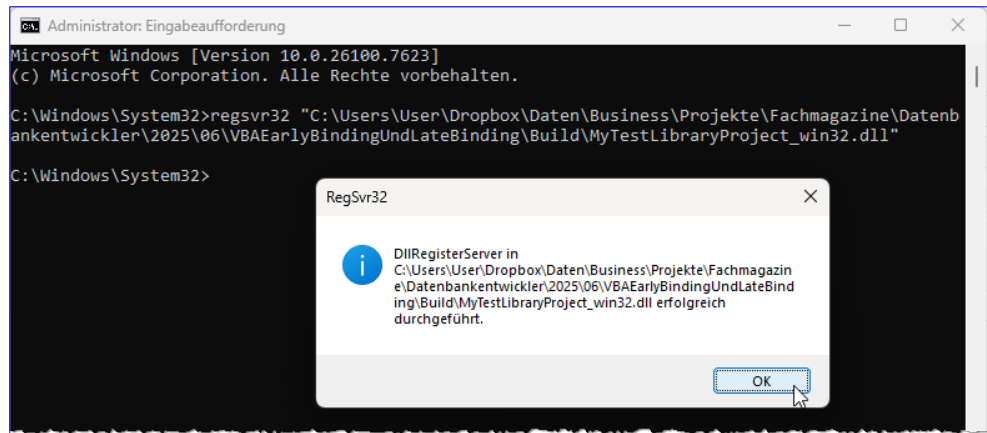 Administrator: Eingabeaufforderung
Microsoft Windows [Version 10.0.26100.7623]
(c) Microsoft Corporation. Alle Rechte vorbehalten.
C:\Windows\System32>regsvr32 "C:\Users\User\Dropbox\Daten\Business\Projekte\Fachmagazine\Datenb
ankentwickler\2025\06\VBAEarlyBindingUndLateBinding\Build\MyTestLibraryProject_win32.dll"
C:\Windows\System32>
RegSvr32
DllRegisterServer in
C:\Users\User\Dropbox\Daten\Business\Projekte\Fachmagazin
e\Datenbankentwickler\2025\06\VBAEarlyBindingUndLateBind
ing\Build\MyTestLibraryProject_win32.dll erfolgreich
durchgeführt.
OK